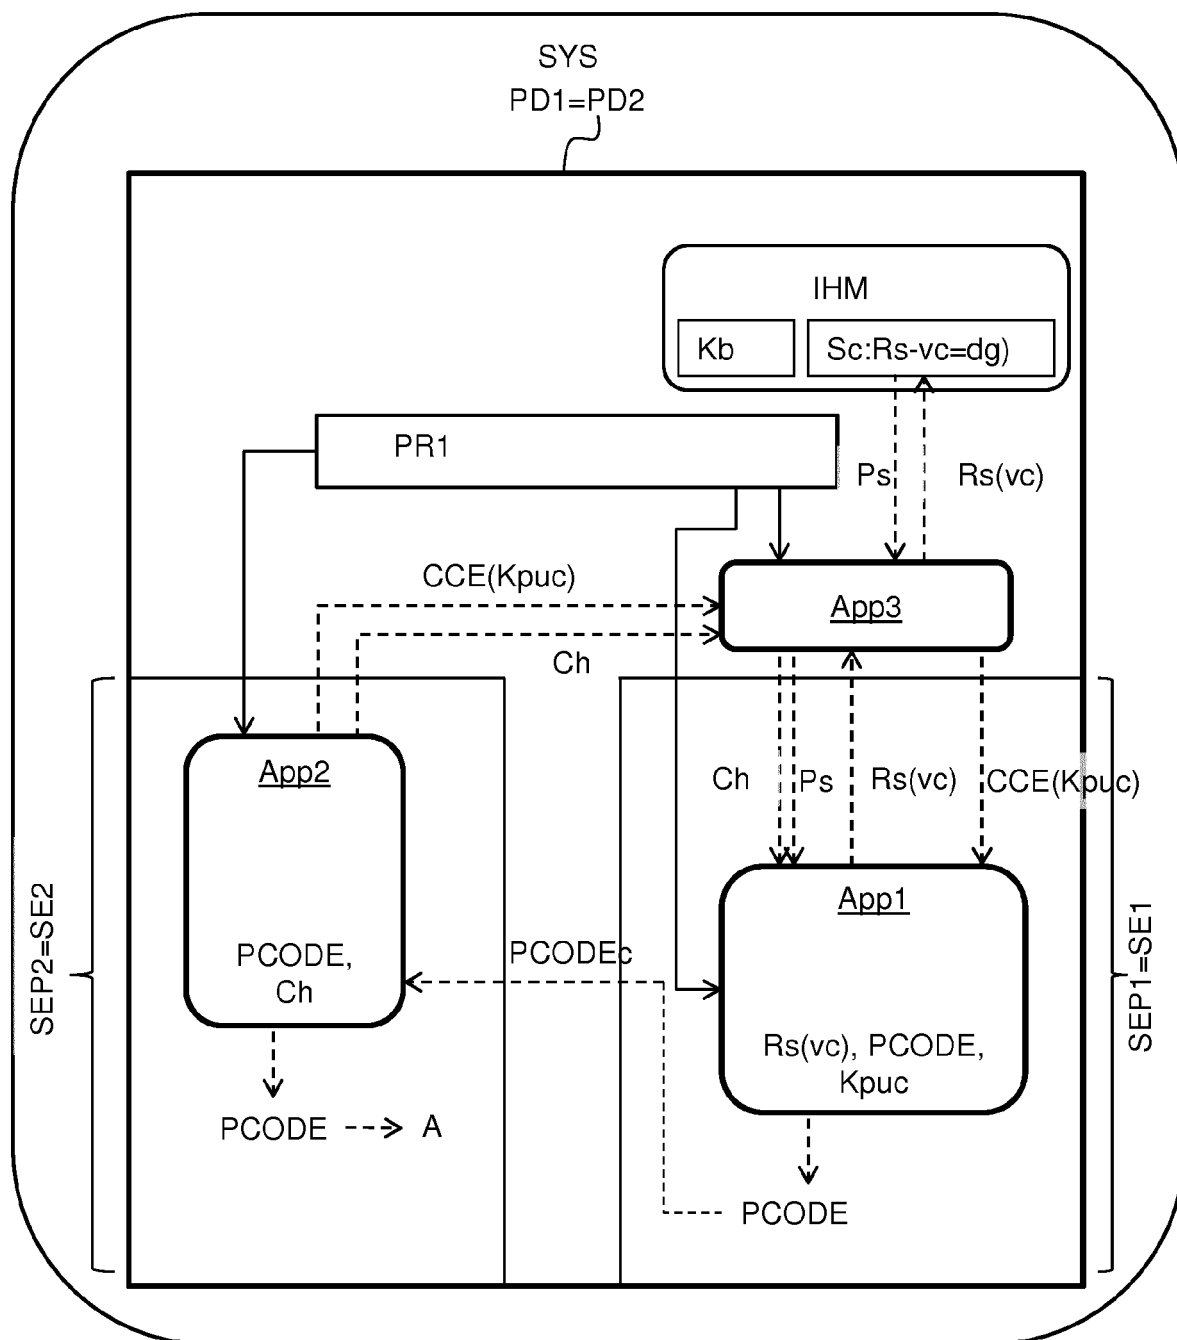 SYS
PD1=PD2
IHM
Kb
Sc:Rs-vc=dg)
PR1
Ps
Rs(vc)
CCE(Kpuc)
App3
Ch
App2
Ch
Ps
Rs(vc)
CCE(Kpuc)
SEP2=SE2
App1
SEP1=SE1
PCODE,
Ch
PCODEc
Rs(vc), PCODE,
Kpuc
PCODE
A
PCODE